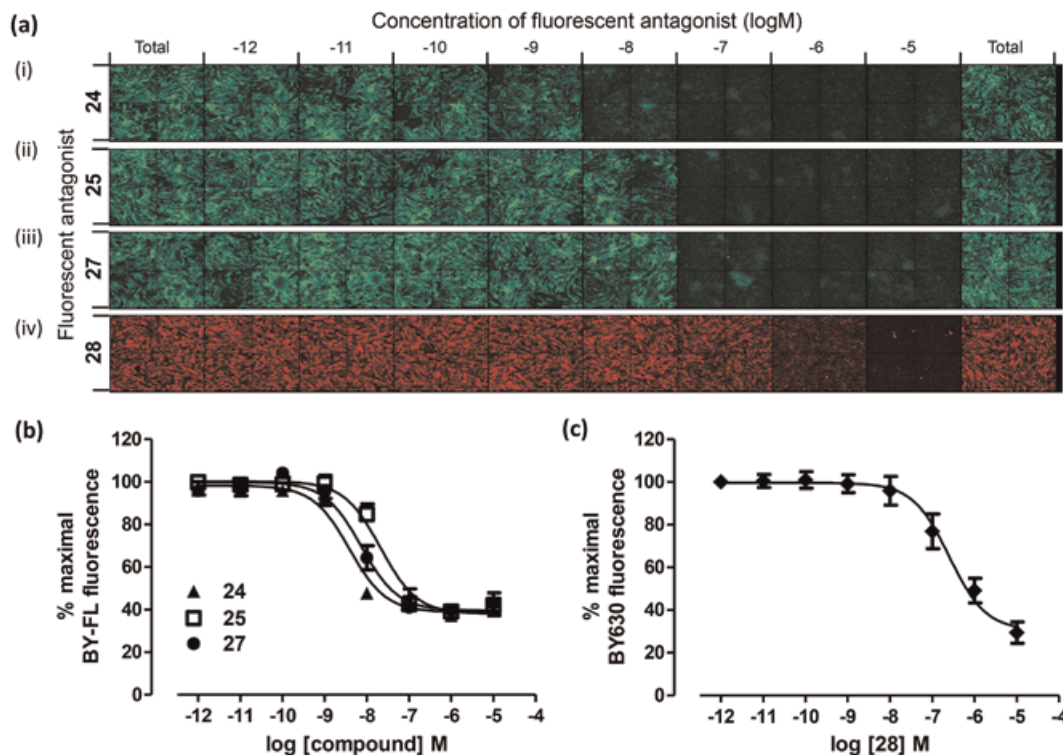 (a)
Concentration of fluorescent antagonist (logM)
Total -12 -11 -10 -9 -8 -7 -6 -5 Total
Fluorescent antagonist
(i) 24
(ii) 25
(iii) 27
(iv) 28
(b)
% maximal
BY-FL fluorescence
120
100
80
60
40
20
0
24
25
27
-12 -11 -10 -9 -8 -7 -6 -5 -4
log [compound] M
(c)
% maximal
BY630 fluorescence
120
100
80
60
40
20
0
-12 -11 -10 -9 -8 -7 -6 -5 -4
log [28] M